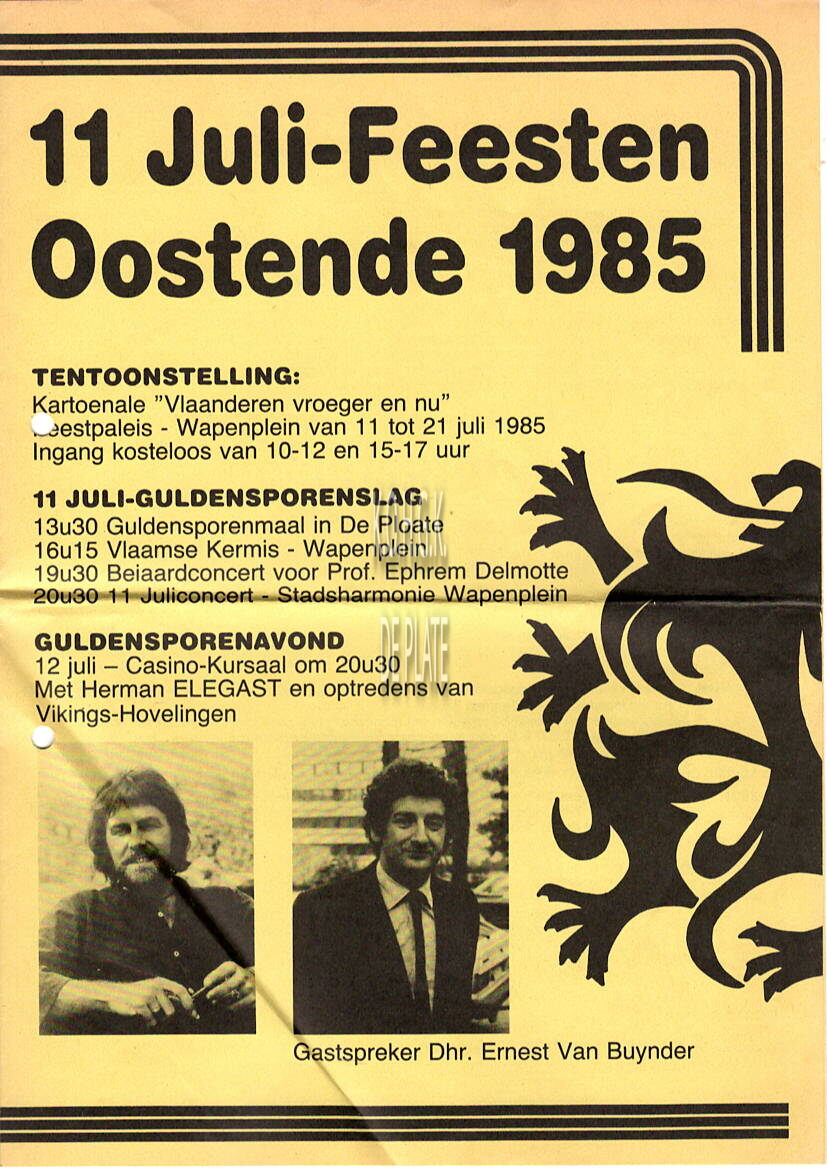 11 Juli-Feesten
Oostende 1985
TENTOONSTELLING:
Kartoenale ”Vlaanderen vroeger en nu”
eestpaleis - Wapenplein van 11 tot 21 juli 1985
Ingang kosteloos van 10-12 en 15-17 uur
11 JULI-GULDENSPORENSLAG
13u30 Guldensporenmaal in De Ploate
16u15 Vlaamse Kermis - Wapenplein
19u30 Beiaardconcert voor Prof. Ephrem Delmotte
20u30 11 Juliconcert - Stadsharmonie Wapenplein
GULDENSPORENAVOND
DE PLATE
12 juli – Casino-Kursaal om 20u30
Met Herman ELEGAST en optredens van
Vikings-Hovelingen
Gastspreker Dhr. Ernest Van Buynder